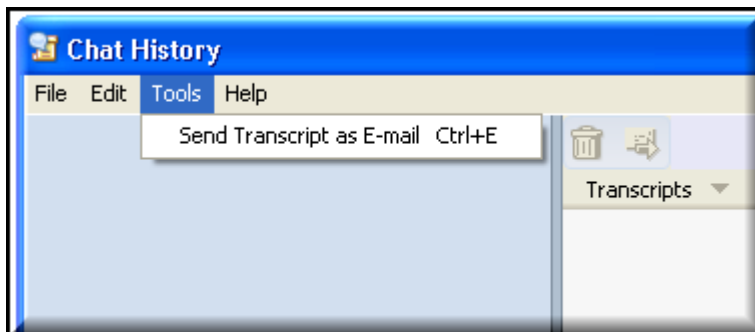 Chat History
File Edit Tools Help
Send Transcript as E-mail Ctrl+E
Transcripts